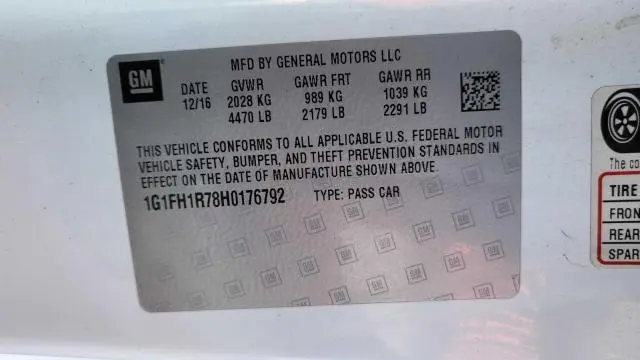 GM
MFD BY GENERAL MOTORS LLC
DATE GVWR GAWR FRT GAWR RR
12/16 2028 KG 989 KG 1039 KG
4470 LB 2179 LB 2291 LB
THIS VEHICLE CONFORMS TO ALL APPLICABLE U.S. FEDERAL MOTOR
VEHICLE SAFETY, BUMPER, AND THEFT PREVENTION STANDARDS IN
EFFECT ON THE DATE OF MANUFACTURE SHOWN ABOVE
1G1FH1R78H0176792 TYPE: PASS CAR
The co
TIRE
FRON
REAR
SPAR